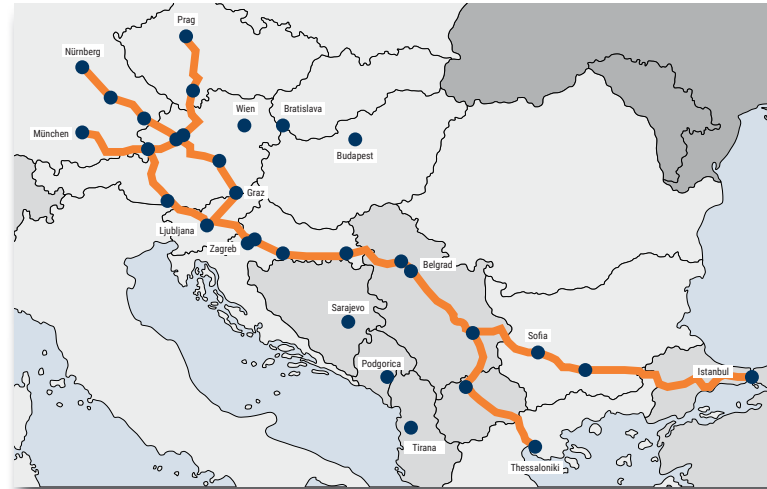 Prag
Nürnberg
Wien
Bratislava
München
Budapest
Graz
Ljubljana
Zagreb
Belgrad
Sarajevo
Sofia
Podgorica
Istanbul
Tirana
Thessaloniki